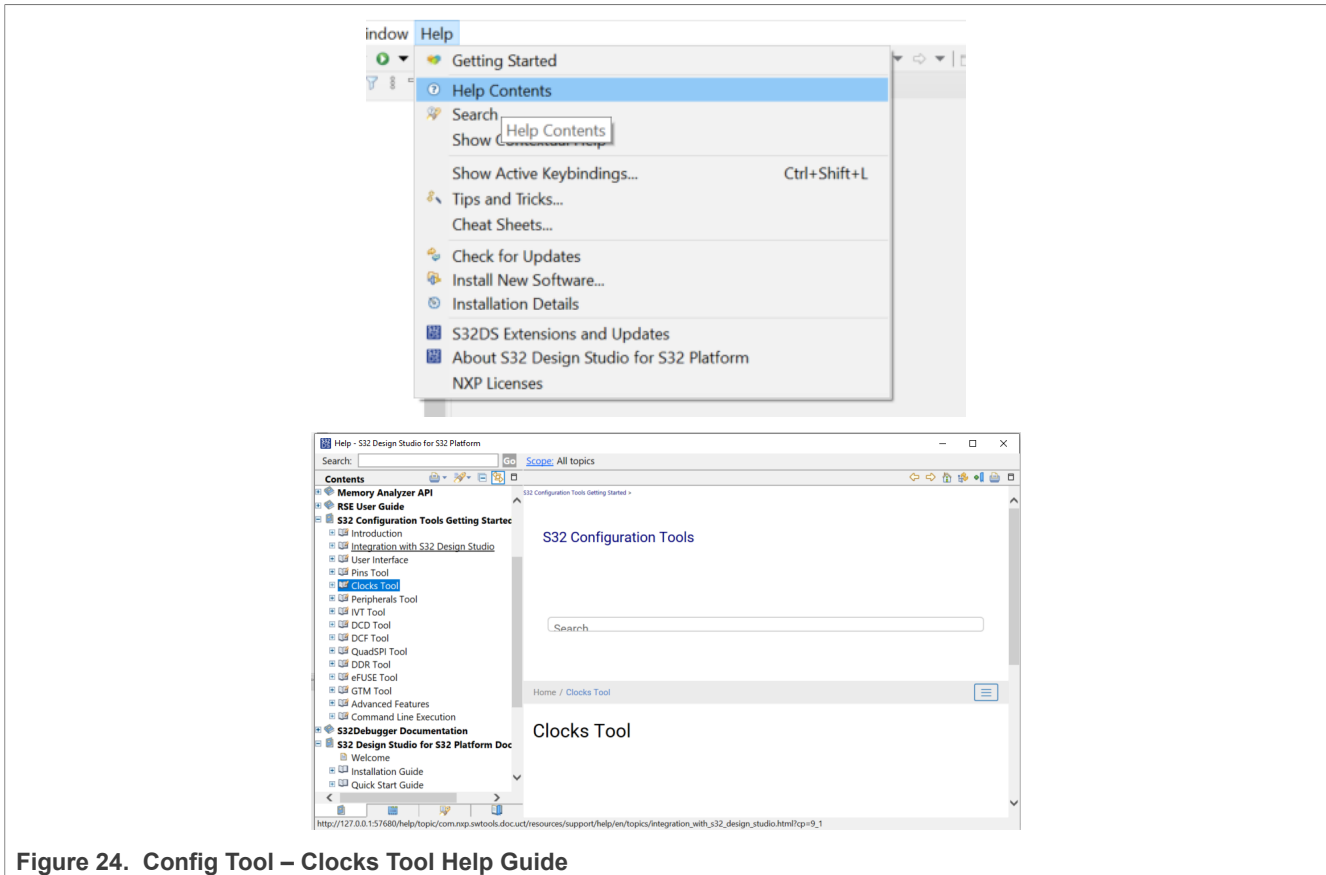 indow Help
Getting Started
Help Contents
Search
Help Contents
Show Contextual Help
Show Active Keybindings... Ctrl+Shift+L
Tips and Tricks...
Cheat Sheets...
Check for Updates
Install New Software...
Installation Details
S32DS Extensions and Updates
About S32 Design Studio for S32 Platform
NXP Licenses
Help - S32 Design Studio for S32 Platform
Search: Go Scope: All topics
Contents
Memory Analyzer API
RSE User Guide
S32 Configuration Tools Getting Started
Introduction
Integration with S32 Design Studio
User Interface
Pins Tool
Clocks Tool
Peripherals Tool
IVT Tool
DCD Tool
DCF Tool
QuadSPI Tool
DDR Tool
eFUSE Tool
GTM Tool
Advanced Features
Command Line Execution
S32Debugger Documentation
S32 Design Studio for S32 Platform Doc
Welcome
Installation Guide
Quick Start Guide
S32 Configuration Tools Getting Started >
S32 Configuration Tools
Search
Home / Clocks Tool
Clocks Tool
http://127.0.0.1:57680/help/topic/com.nxp.swtools.doc.uct/resources/support/help/en/topics/integration_with_s32_design_studio.html?cp=9_1
Figure 24. Config Tool – Clocks Tool Help Guide